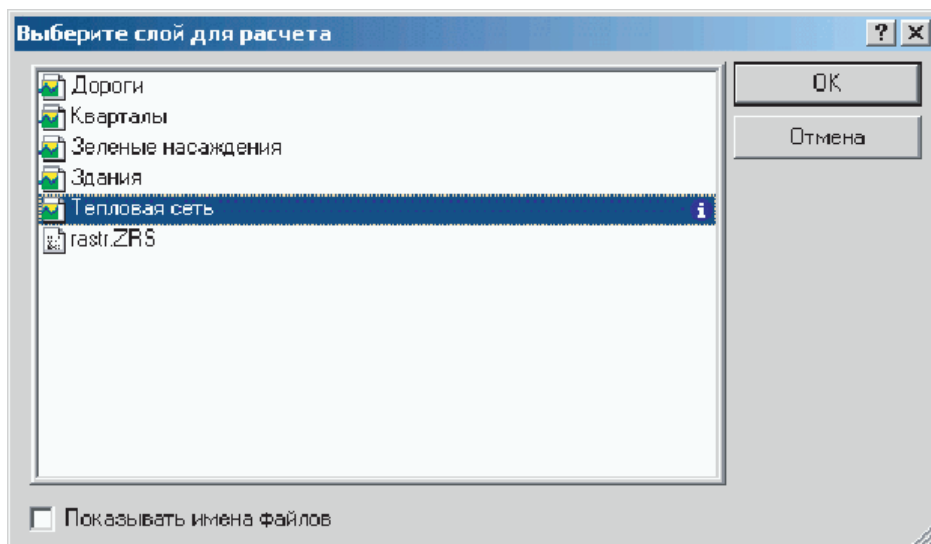 Выберите слой для расчета
Дороги
Кварталы
Зеленые насаждения
Здания
Тепловая сеть
rastr.ZRS
OK
Отмена
Показывать имена файлов